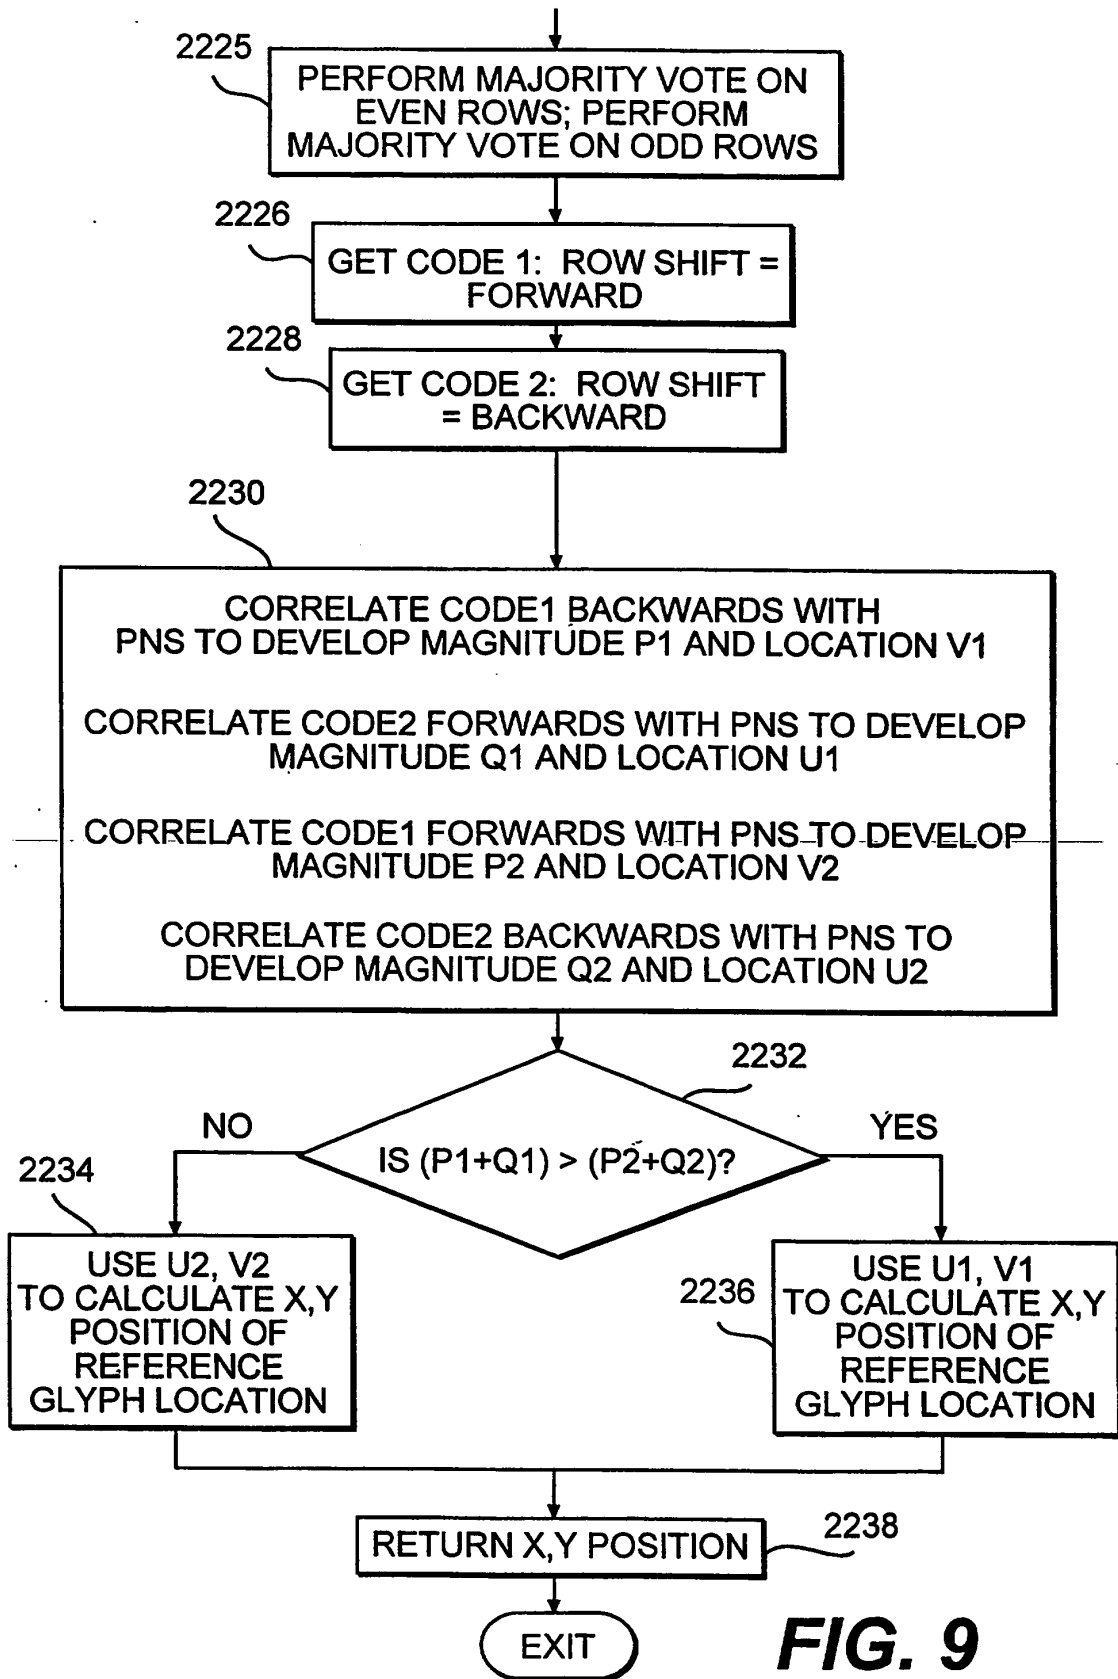 2225
PERFORM MAJORITY VOTE ON
EVEN ROWS; PERFORM
MAJORITY VOTE ON ODD ROWS
2226
GET CODE 1: ROW SHIFT =
FORWARD
2228
GET CODE 2: ROW SHIFT
= BACKWARD
2230
CORRELATE CODE1 BACKWARDS WITH
PNS TO DEVELOP MAGNITUDE P1 AND LOCATION V1
CORRELATE CODE2 FORWARDS WITH PNS TO DEVELOP
MAGNITUDE Q1 AND LOCATION U1
CORRELATE CODE1 FORWARDS WITH PNS TO DEVELOP
MAGNITUDE P2 AND LOCATION V2
CORRELATE CODE2 BACKWARDS WITH PNS TO
DEVELOP MAGNITUDE Q2 AND LOCATION U2
2232
NO
YES
IS (P1+Q1) > (P2+Q2)?
2234
USE U2, V2
TO CALCULATE X,Y
POSITION OF
REFERENCE
GLYPH LOCATION
2236
USE U1, V1
TO CALCULATE X,Y
POSITION OF
REFERENCE
GLYPH LOCATION
RETURN X,Y POSITION
2238
EXIT
FIG. 9